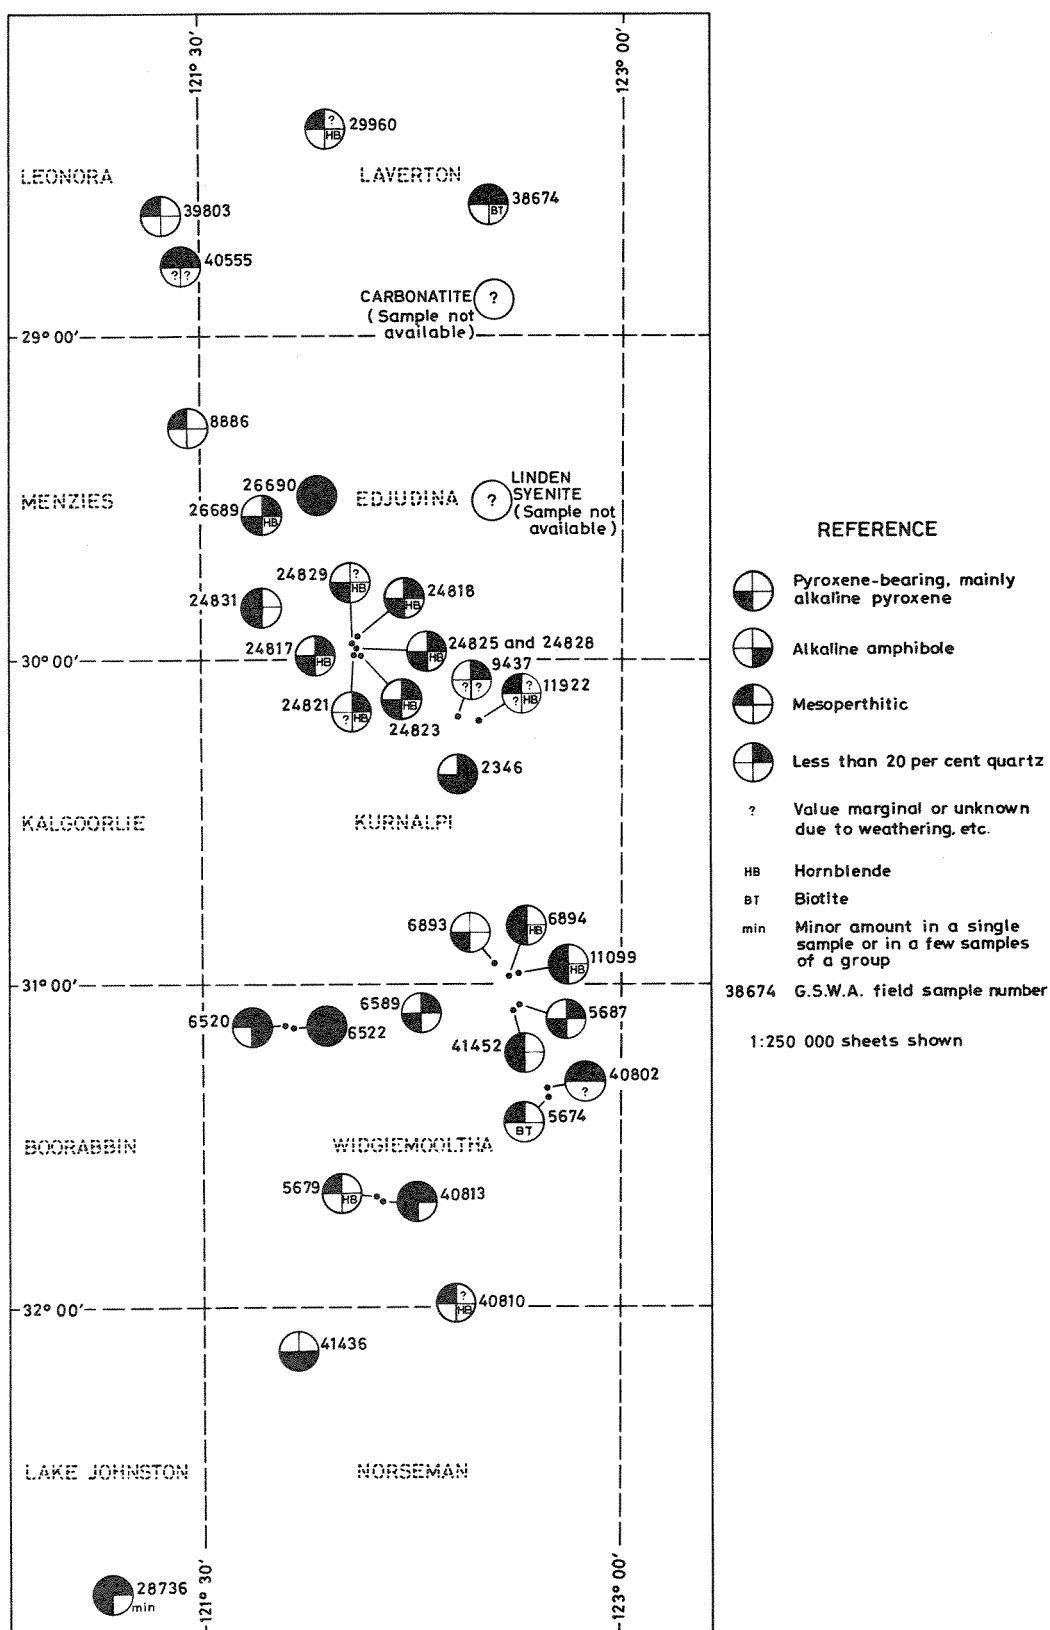 121° 30'
123° 00'
?
HB
29960
LEONORA
LAVERTON
38674
BT
39803
40555
? ?
CARBONATITE
(Sample not
available)
?
29° 00'
8886
26690
LINDEN
SYENITE
(Sample not
available)
?
MENZIES
EDJUDINA
26689
HB
24829
?
HB
24818
HB
24831
24817
HB
24825 and 24828
HB
30° 00'
9437
? ?
11922
?
? HB
24821
? HB
24823
HB
2346
KALGOORLIE
KURNALPI
6893
6894
HB
11099
HB
31° 00'
6520
6522
6589
5687
41452
40802
?
5674
BT
BOORABBIN
WIDGIEMOOLTHA
5679
HB
40813
32° 00'
?
HB
40810
41436
LAKE JOHNSTON
NORSEMAN
28736
min
121° 30'
123° 00'
REFERENCE
Pyroxene-bearing, mainly
alkaline pyroxene
Alkaline amphibole
Mesoperthitic
Less than 20 per cent quartz
? Value marginal or unknown
due to weathering, etc.
HB Hornblende
BT Biotite
min Minor amount in a single
sample or in a few samples
of a group
38674 G.S.W.A. field sample number
1:250 000 sheets shown